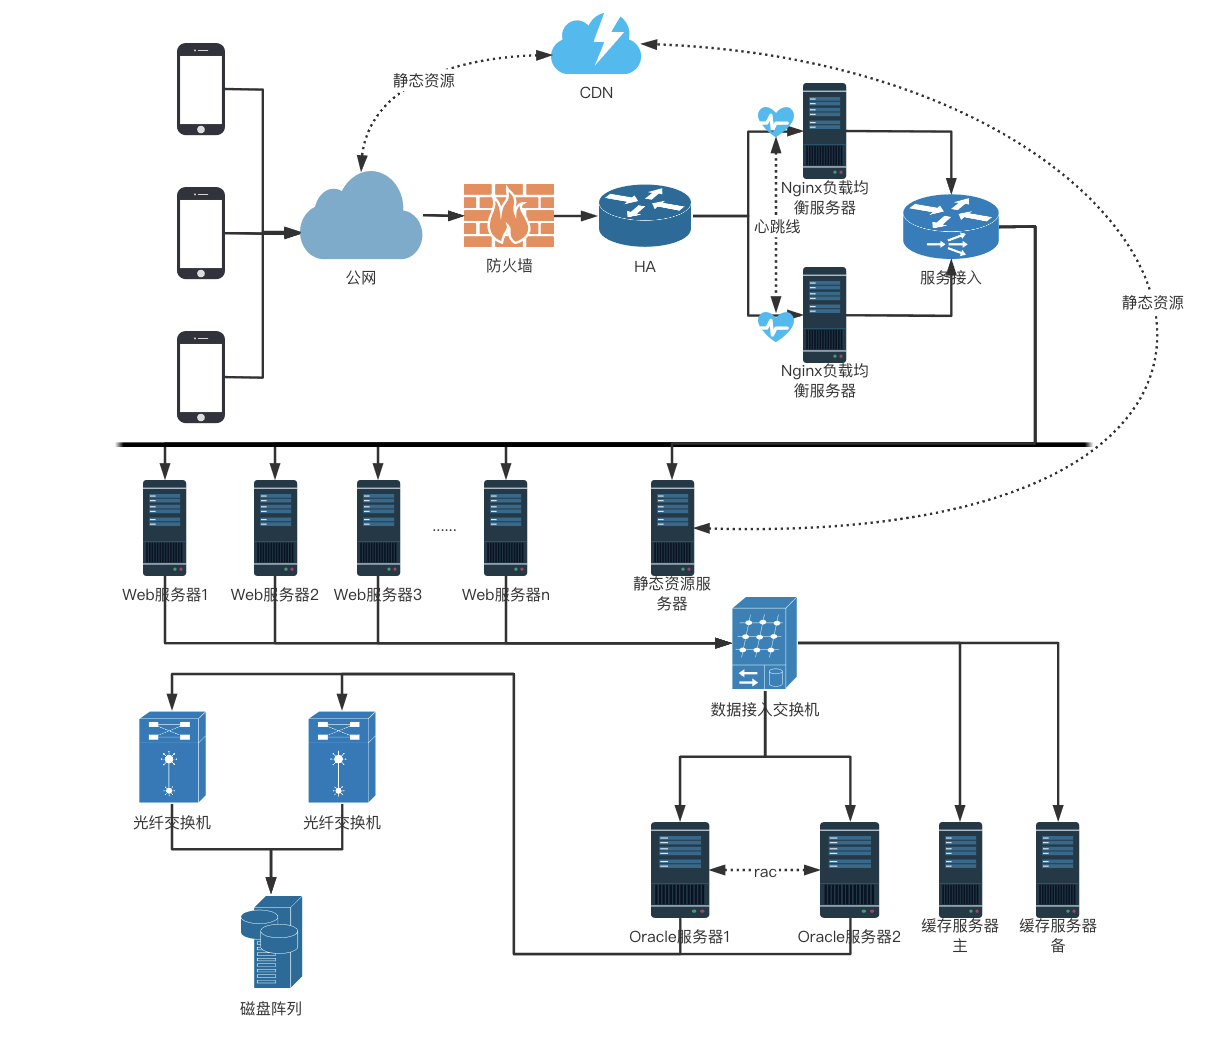 CDN
静态资源
Nginx负载均
衡服务器
心跳线
公网
防火墙
HA
服务接入
静态资源
Nginx负载均
衡服务器
......
Web服务器1
Web服务器2
Web服务器3
Web服务器n
静态资源服
务器
数据接入交换机
光纤交换机
光纤交换机
rac
Oracle服务器1
Oracle服务器2
缓存服务器
主
缓存服务器
备
磁盘阵列